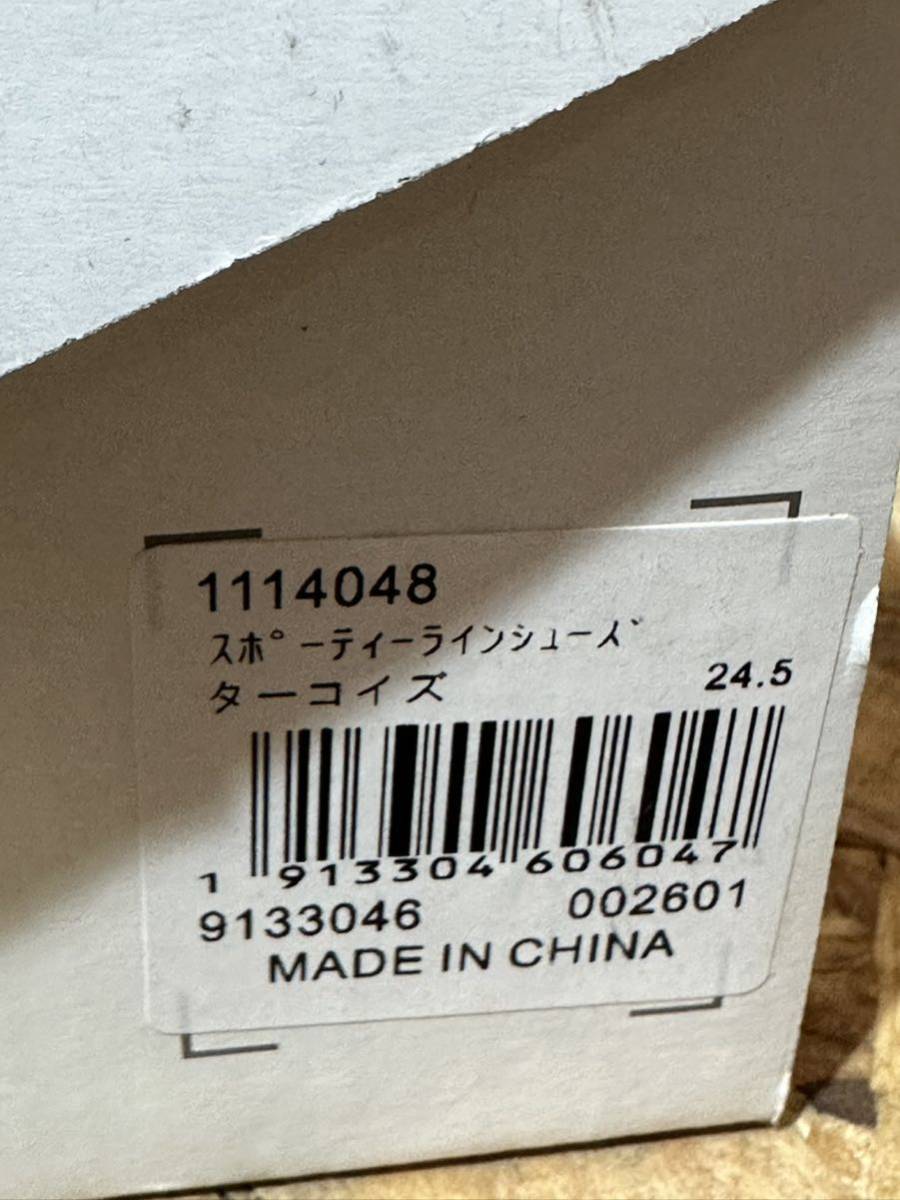 1114048
ｽﾎﾟｰﾃｨｰﾗｲﾝｼｭｰｽﾞ
ターコイズ 24.5
1 913304 606047
9133046 002601
MADE IN CHINA